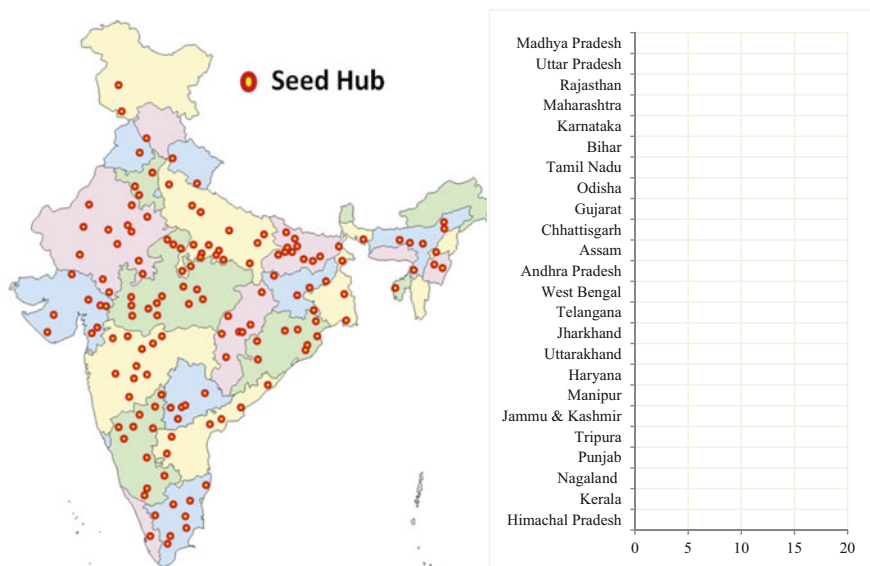 Seed Hub
Madhya Pradesh
Uttar Pradesh
Rajasthan
Maharashtra
Karnataka
Bihar
Tamil Nadu
Odisha
Gujarat
Chhattisgarh
Assam
Andhra Pradesh
West Bengal
Telangana
Jharkhand
Uttarakhand
Haryana
Manipur
Jammu & Kashmir
Tripura
Punjab
Nagaland
Kerala
Himachal Pradesh
0 5 10 15 20